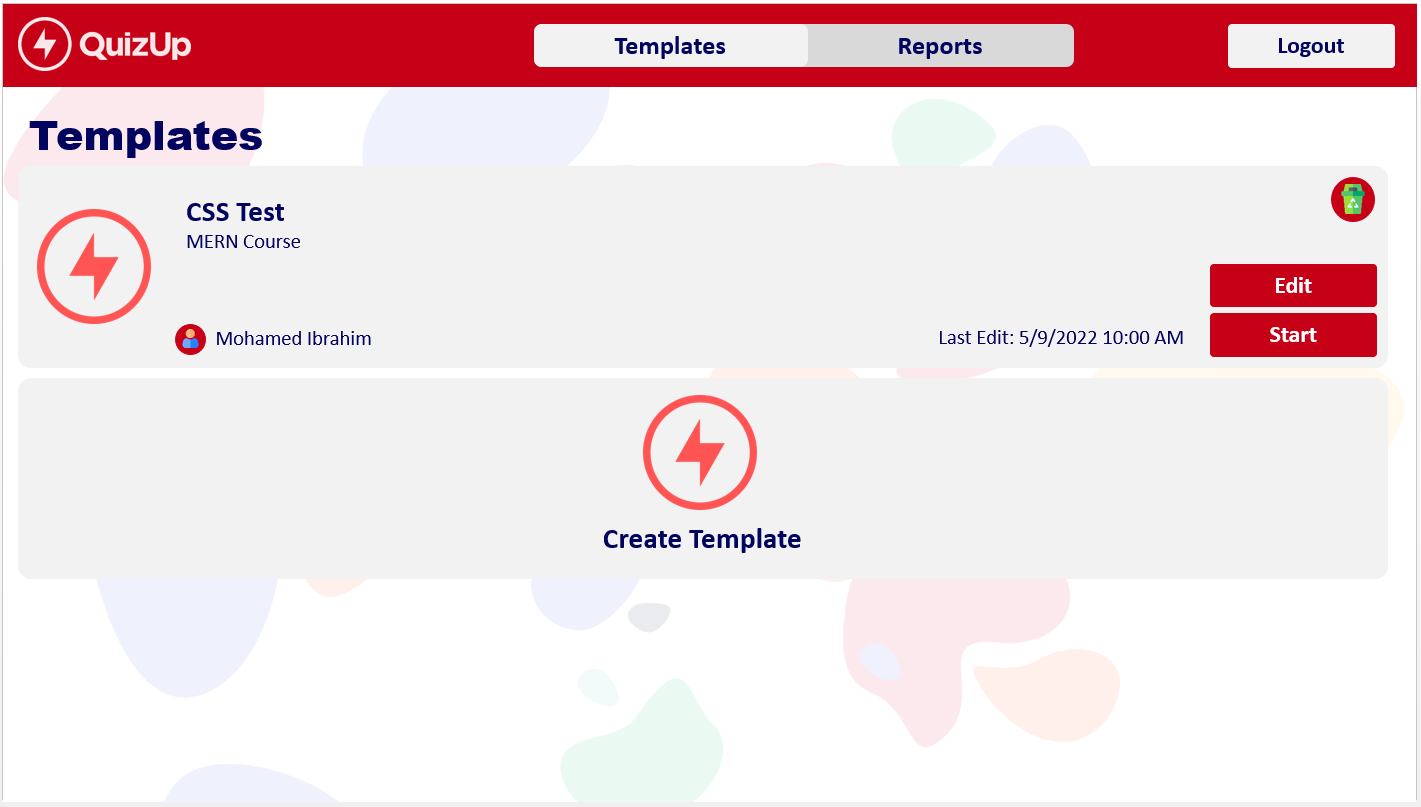 QuizUp
Templates
Reports
Logout
Templates
CSS Test
MERN Course
Edit
Mohamed Ibrahim
Last Edit: 5/9/2022 10:00 AM
Start
Create Template